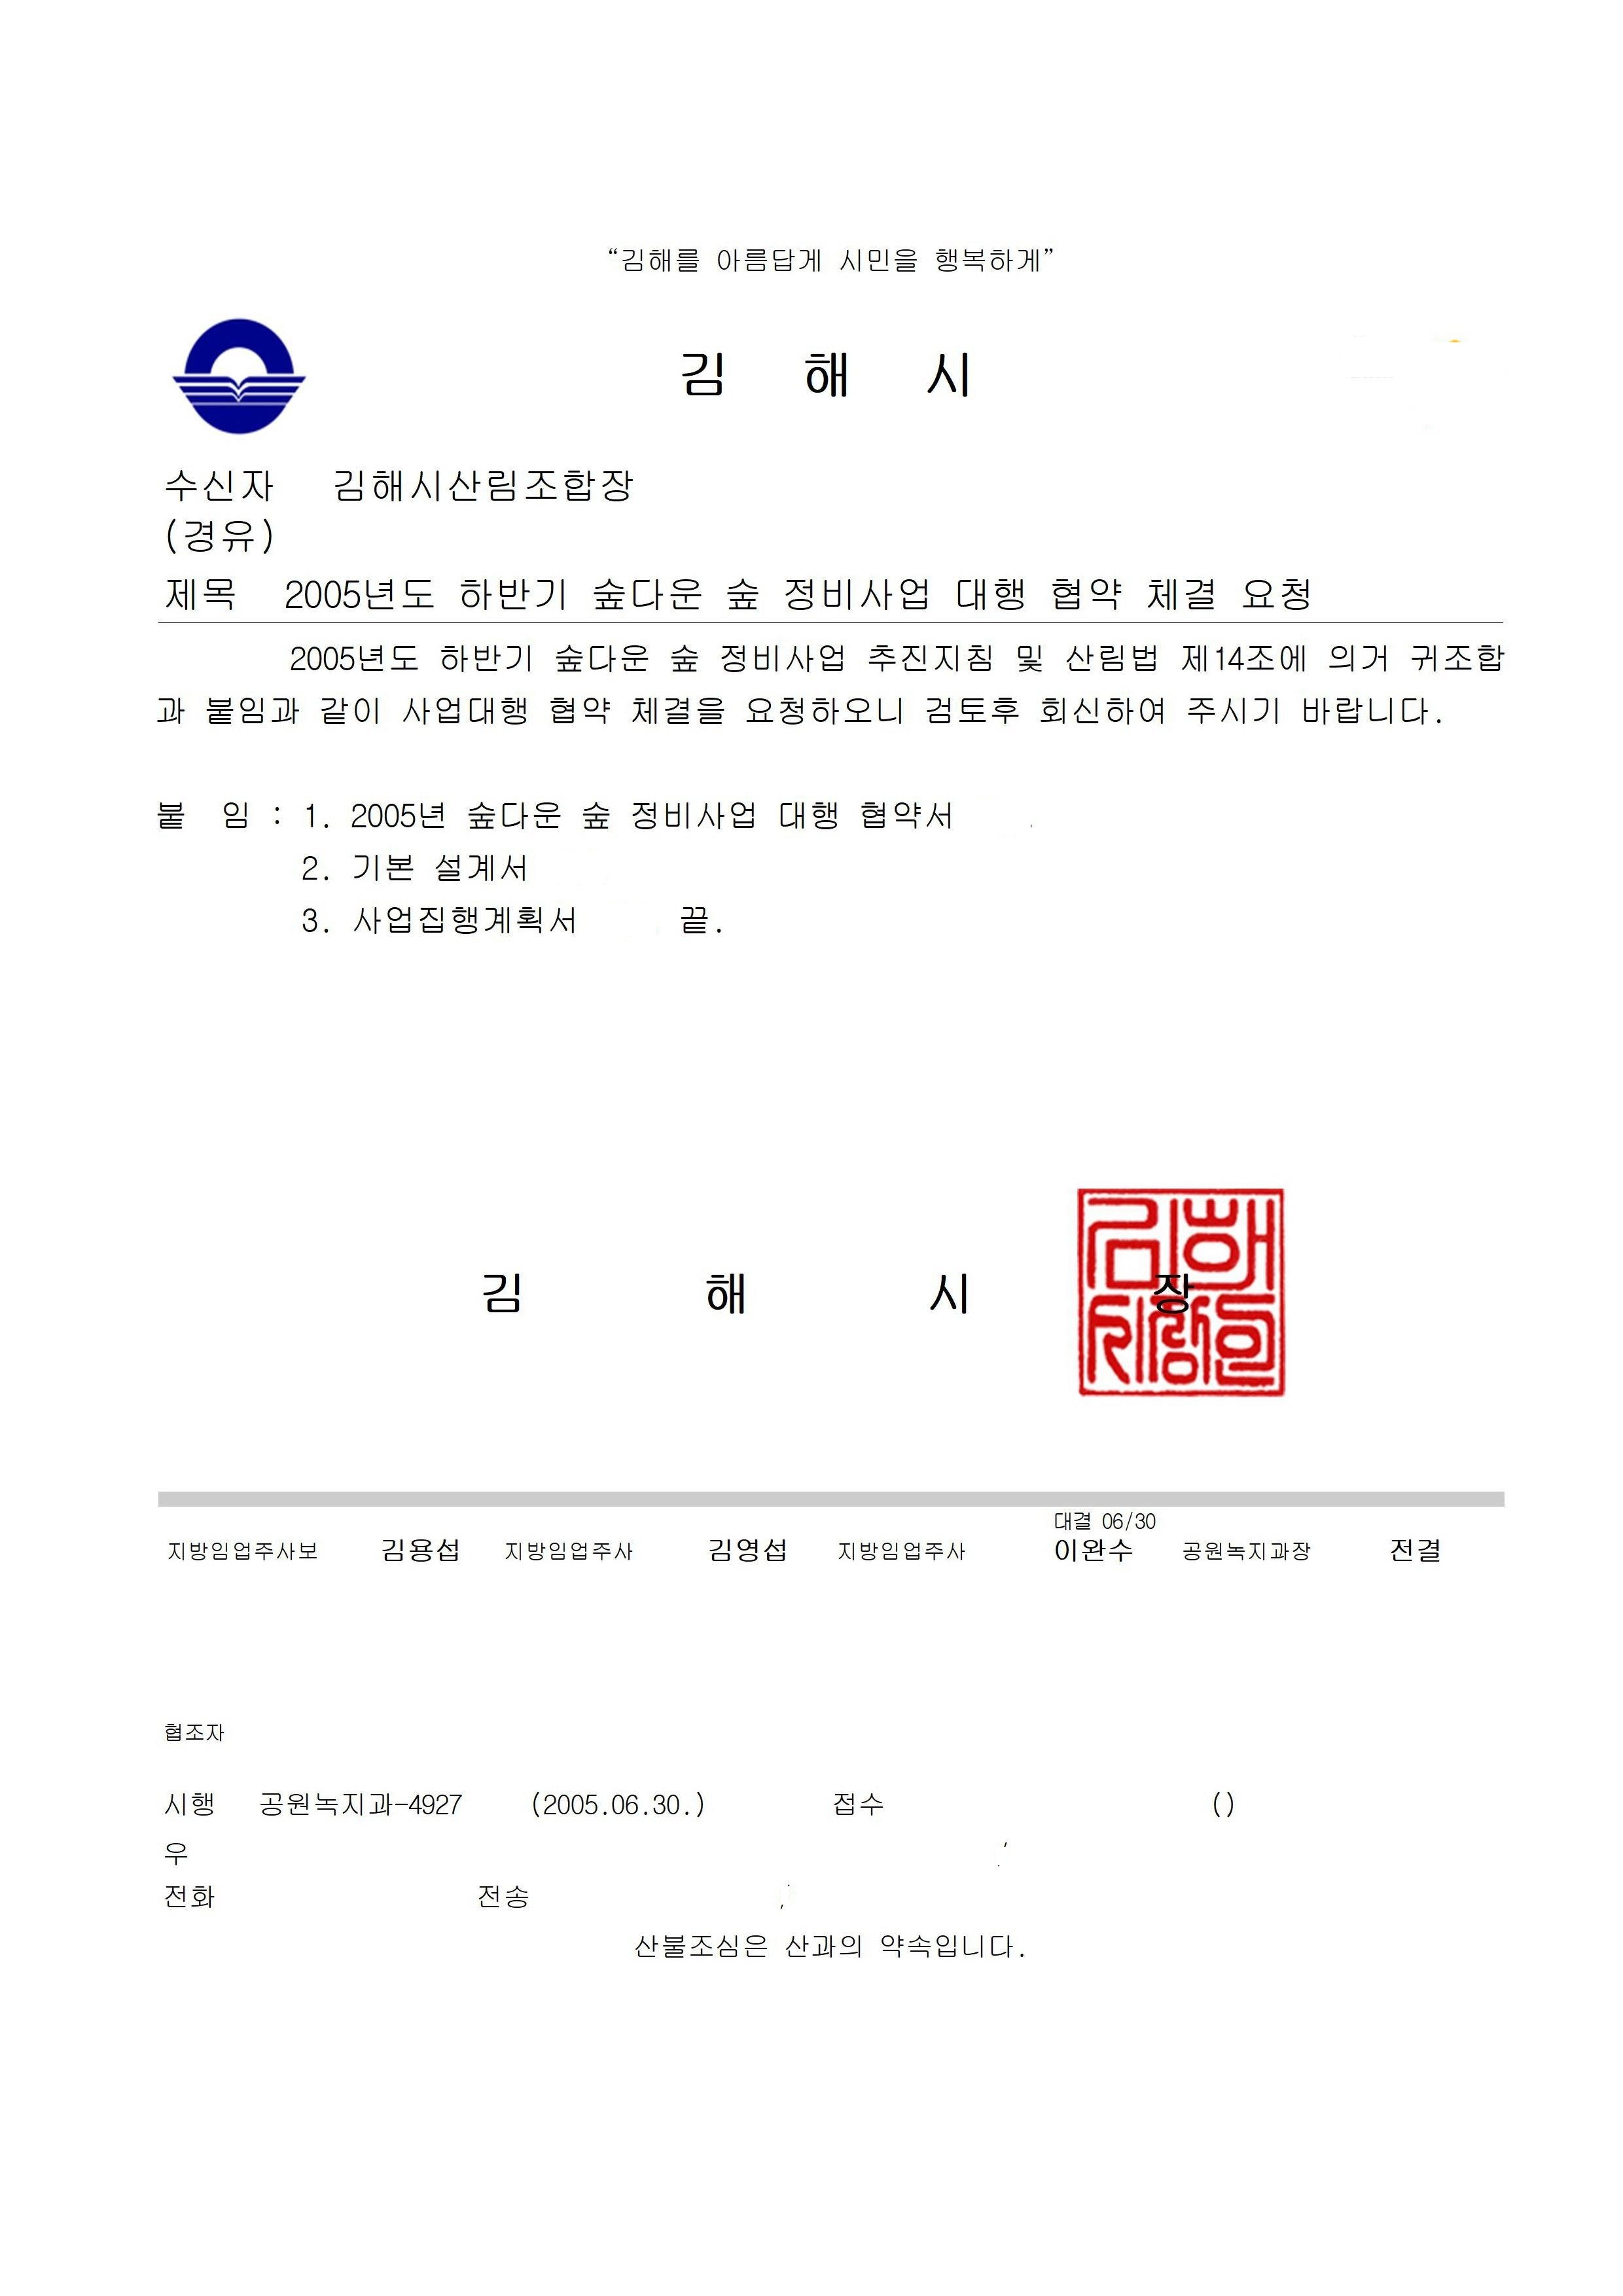 “김해를 아름답게 시민을 행복하게”
김 해 시
수신자 김해시산림조합장
(경유)
제목 2005년도 하반기 숲다운 숲 정비사업 대행 협약 체결 요청
2005년도 하반기 숲다운 숲 정비사업 추진지침 및 산림법 제14조에 의거 귀조합
과 붙임과 같이 사업대행 협약 체결을 요청하오니 검토후 회신하여 주시기 바랍니다.
붙 임 : 1. 2005년 숲다운 숲 정비사업 대행 협약서
2. 기본 설계서
3. 사업집행계획서 끝.
김 해 시 장
김해시장인
대결 06/30
지방임업주사보 김용섭 지방임업주사 김영섭 지방임업주사 이완수 공원녹지과장 전결
협조자
시행 공원녹지과-4927 (2005.06.30.) 접수 ()
우
전화 전송
산불조심은 산과의 약속입니다.